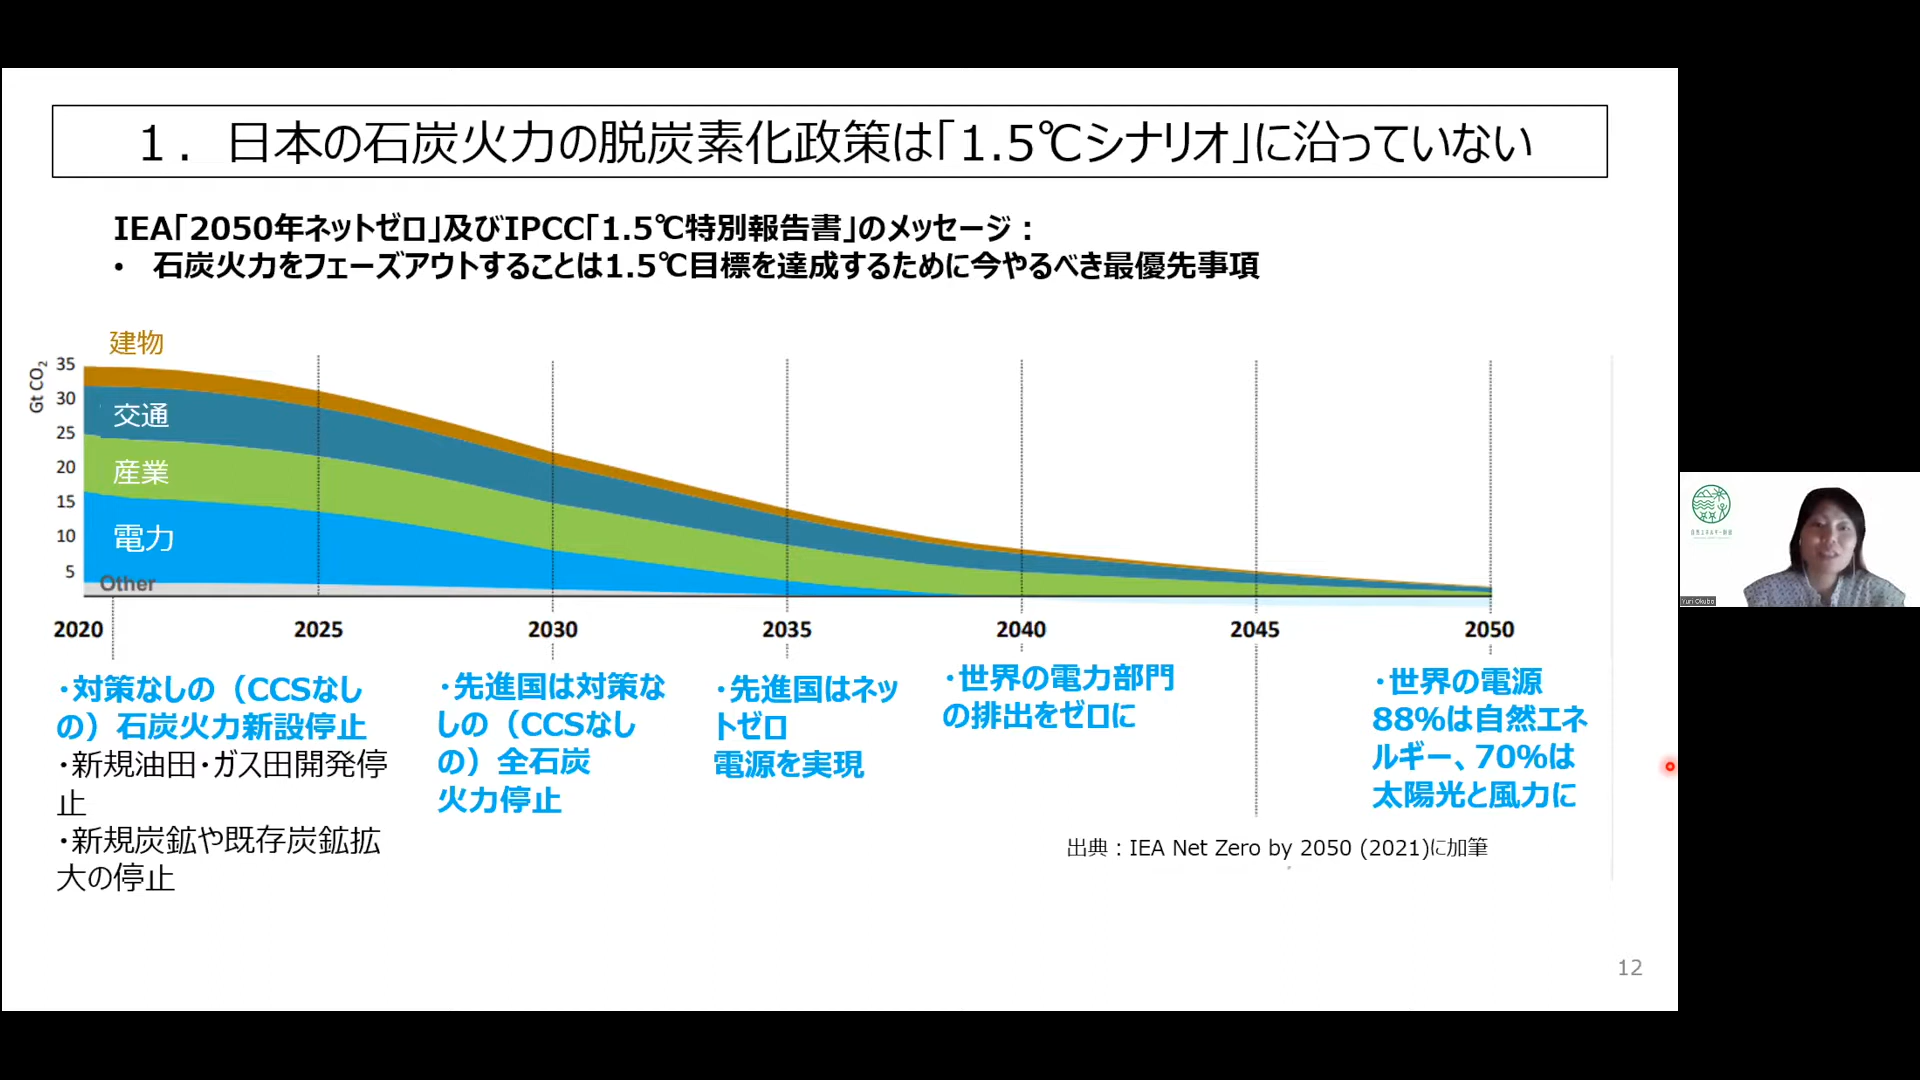 1．日本の石炭火力の脱炭素化政策は「1.5℃シナリオ」に沿っていない
IEA「2050年ネットゼロ」及びIPCC「1.5℃特別報告書」のメッセージ：
• 石炭火力をフェーズアウトすることは1.5℃目標を達成するために今やるべき最優先事項
建物
Gt CO2
35
30
25
20
15
10
5
交通
産業
電力
Other
2020 2025 2030 2035 2040 2045 2050
・対策なしの（CCSなし
の）石炭火力新設停止
・新規油田・ガス田開発停
止
・新規炭鉱や既存炭鉱拡
大の停止
・先進国は対策な
しの（CCSなし
の）全石炭
火力停止
・先進国はネッ
トゼロ
電源を実現
・世界の電力部門
の排出をゼロに
・世界の電源
88%は自然エネ
ルギー、70%は
太陽光と風力に
出典：IEA Net Zero by 2050 (2021)に加筆
12
Yuri Okubo